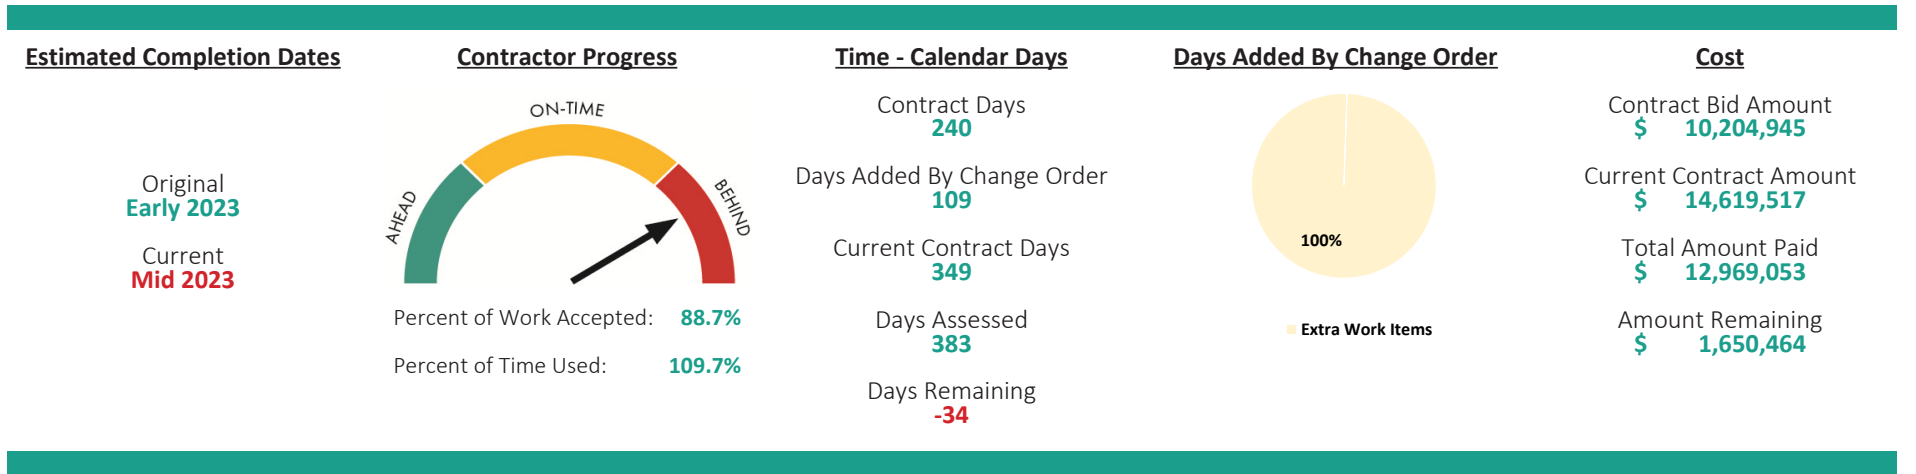 Estimated Completion Dates
Original
Early 2023
Current
Mid 2023
Contractor Progress
ON-TIME
AHEAD
BEHIND
Percent of Work Accepted: 88.7%
Percent of Time Used: 109.7%
Time - Calendar Days
Contract Days
240
Days Added By Change Order
109
Current Contract Days
349
Days Assessed
383
Days Remaining
-34
Days Added By Change Order
100%
Extra Work Items
Cost
Contract Bid Amount
$ 10,204,945
Current Contract Amount
$ 14,619,517
Total Amount Paid
$ 12,969,053
Amount Remaining
$ 1,650,464